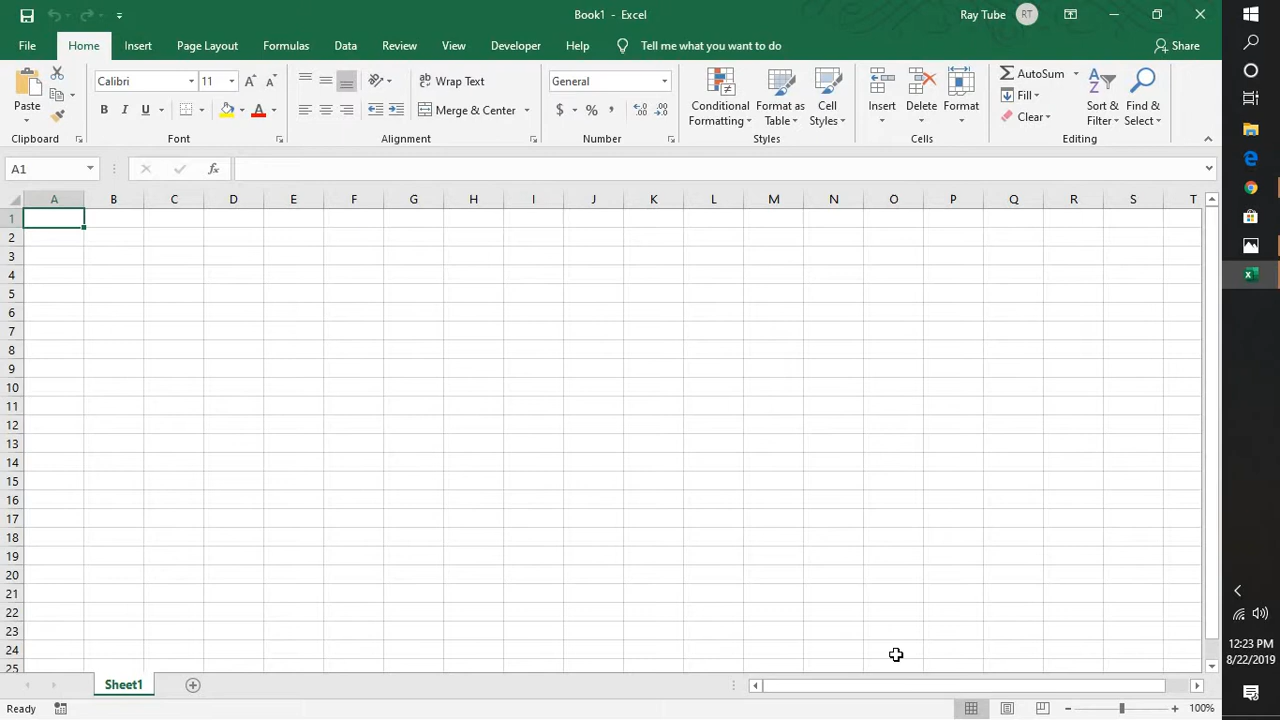 Book1 - Excel
Ray Tube RT
File Home Insert Page Layout Formulas Data Review View Developer Help Tell me what you want to do Share
Paste
Clipboard
Calibri 11
B I U A
Font
Wrap Text
Merge & Center
Alignment
General
$ % ,
Number
Conditional Formatting
Format as Table
Cell Styles
Styles
Insert
Delete
Format
Cells
AutoSum
Fill
Clear
Sort & Filter
Find & Select
Editing
A1 fx
A B C D E F G H I J K L M N O P Q R S T
1
2
3
4
5
6
7
8
9
10
11
12
13
14
15
16
17
18
19
20
21
22
23
24
25
Sheet1
Ready
100%
12:23 PM
8/22/2019